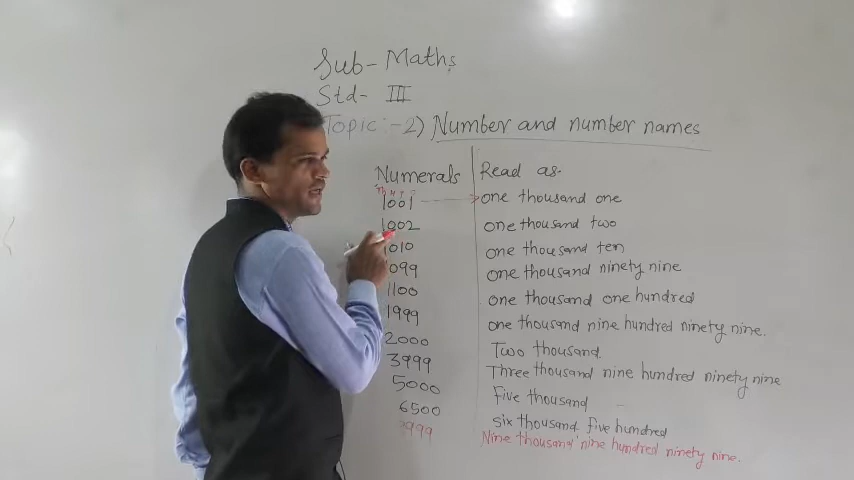 Sub- Maths
Std- III
Topic :- 2) Number and number names
Numerals Read as.
Th H T
1001 → one thousand one
1002 one thousand two
1010 one thousand ten
1099 one thousand ninety nine
1100 one thousand one hundred
1999 one thousand nine hundred ninety nine.
2000 Two thousand
3999 Three thousand nine hundred ninety nine
5000 five thousand
6500 six thousand five hundred
9999 Nine thousand nine hundred ninety nine.